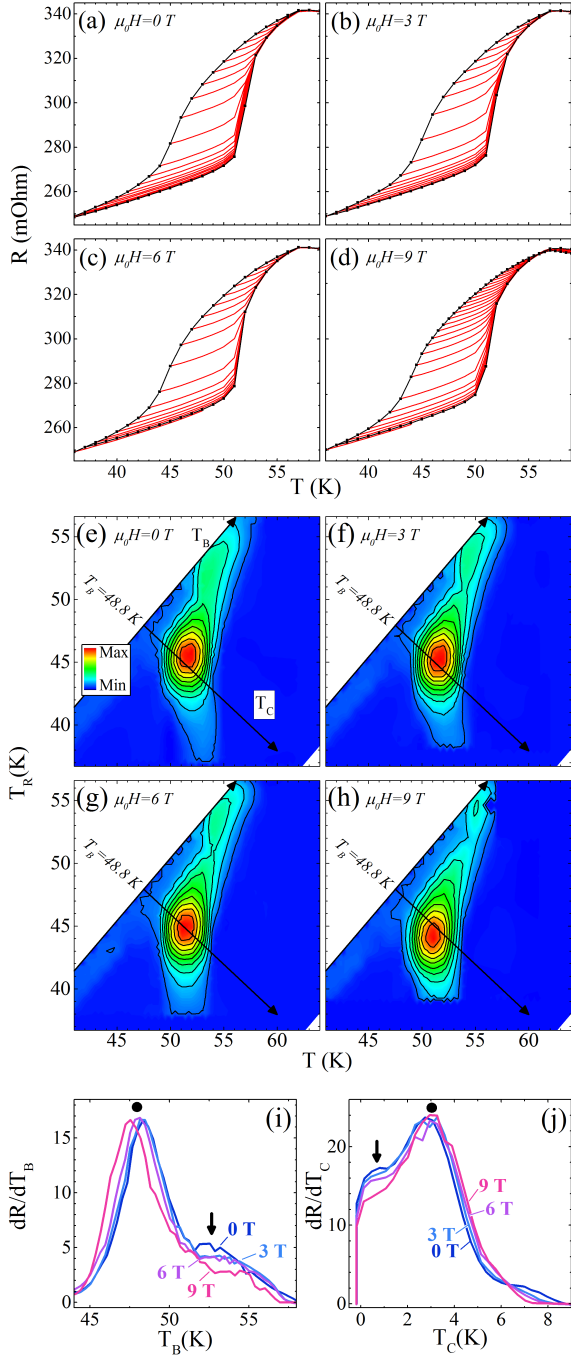 (a) μ0H=0 T
(b) μ0H=3 T
340
320
300
280
260
(c) μ0H=6 T
(d) μ0H=9 T
340
320
300
280
260
R (mOhm)
40 45 50 55
40 45 50 55
T (K)
(e) μ0H=0 T
TB
(f) μ0H=3 T
55
50
45
40
TB=48.8 K
TB=48.8 K
Max
Min
TC
TR(K)
(g) μ0H=6 T
(h) μ0H=9 T
55
50
45
40
TB=48.8 K
TB=48.8 K
45 50 55 60
45 50 55 60
T (K)
(i)
(j)
15
10
5
0
dR/dTB
0 T
3 T
6 T
9 T
45 50 55
TB(K)
20
10
0
dR/dTC
9 T
6 T
3 T
0 T
0 2 4 6 8
TC(K)